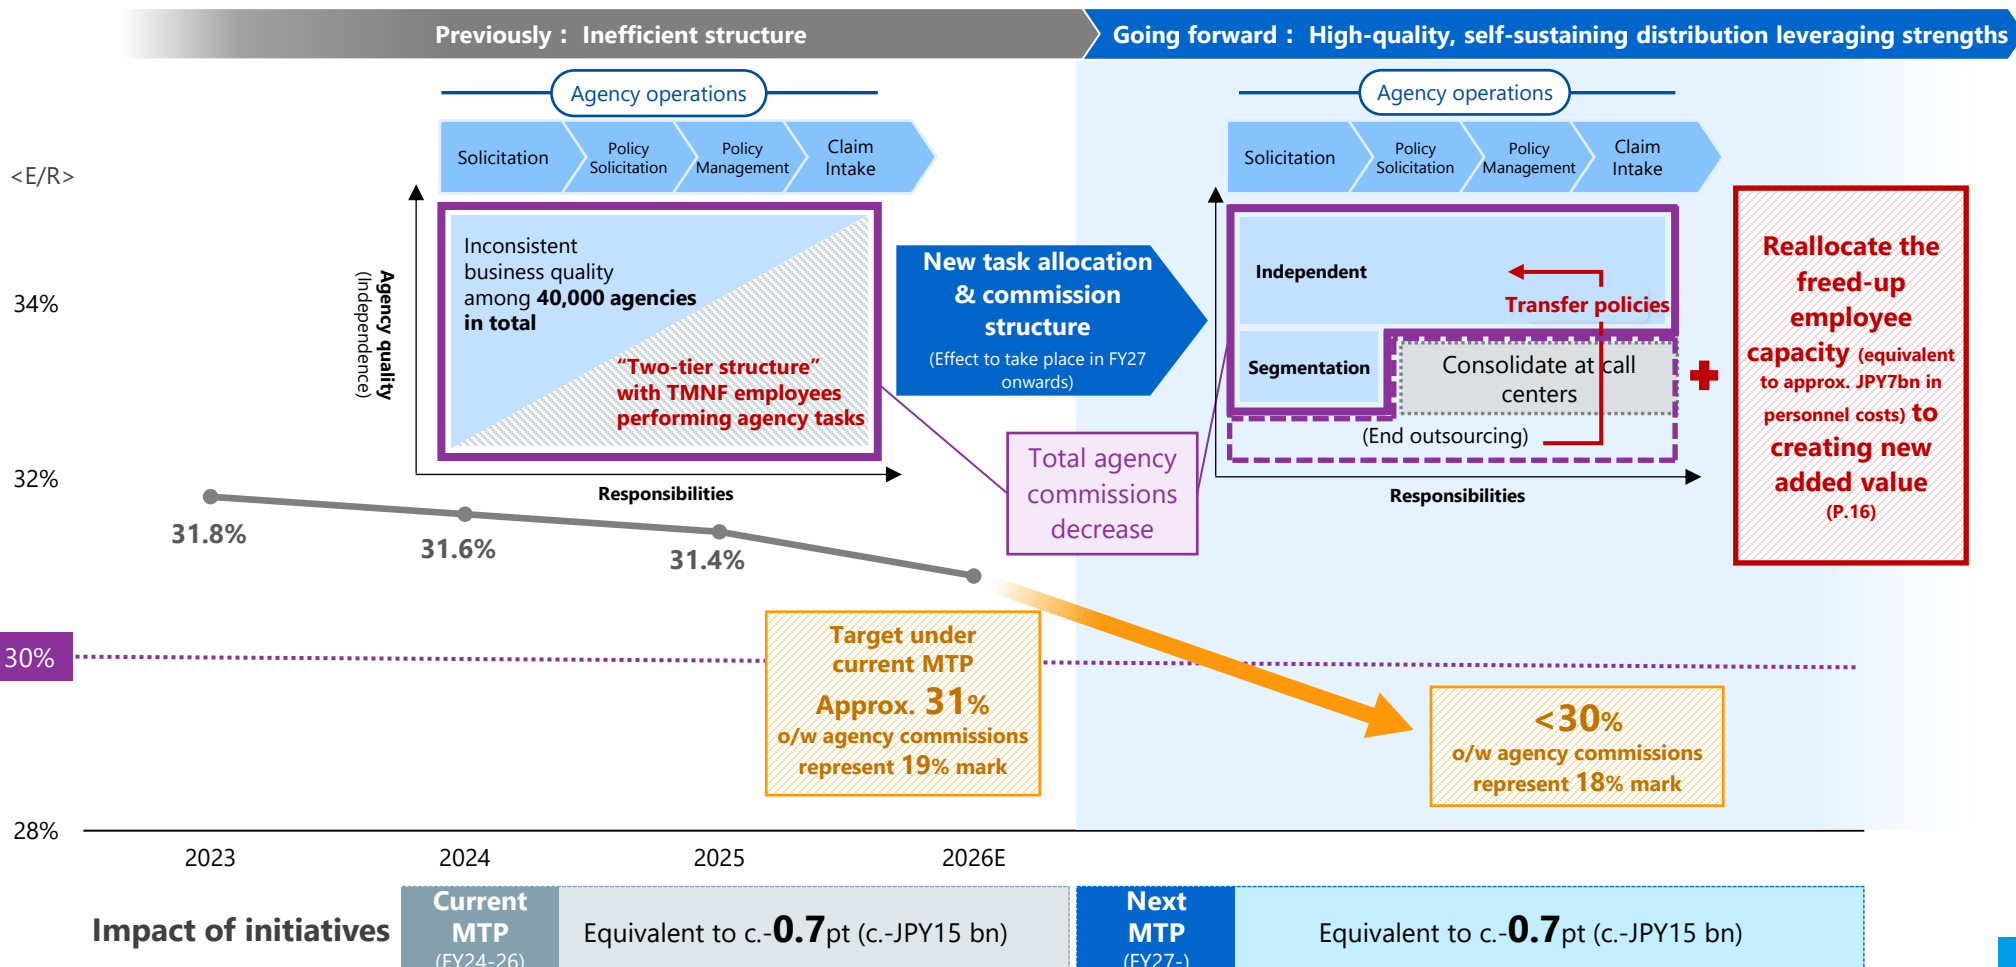 Previously： Inefficient structure
Going forward： High-quality, self-sustaining distribution leveraging strengths
Agency operations
Solicitation
Policy
Solicitation
Policy
Management
Claim
Intake
Agency operations
Solicitation
Policy
Solicitation
Policy
Management
Claim
Intake
<E/R>
34%
32%
30%
28%
Agency quality
(Independence)
Inconsistent
business quality
among 40,000 agencies
in total
“Two-tier structure”
with TMNF employees
performing agency tasks
Responsibilities
New task allocation
& commission
structure
(Effect to take place in FY27
onwards)
Total agency
commissions
decrease
Independent
Transfer policies
Segmentation
Consolidate at call
centers
(End outsourcing)
Responsibilities
Reallocate the
freed-up
employee
capacity (equivalent
to approx. JPY7bn in
personnel costs) to
creating new
added value
(P.16)
31.8%
31.6%
31.4%
Target under
current MTP
Approx. 31%
o/w agency commissions
represent 19% mark
<30%
o/w agency commissions
represent 18% mark
2023
2024
2025
2026E
Impact of initiatives
Current
MTP
(FY24-26)
Equivalent to c.-0.7pt (c.-JPY15 bn)
Next
MTP
(FY27-)
Equivalent to c.-0.7pt (c.-JPY15 bn)